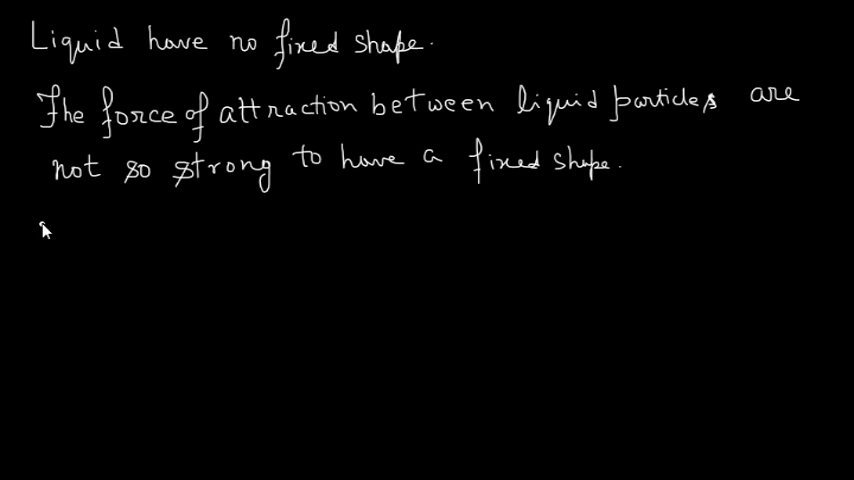 Liquid have no fixed shape.
The force of attraction between liquid particles are
not so strong to have a fixed shape.